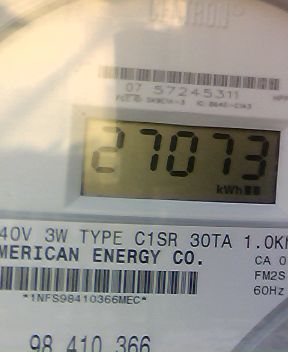 CENTRON®
07 57245311
27073
kWh
40V 3W TYPE C1SR 30TA 1.0K
MERICAN ENERGY CO.
CA 0
FM2S
60Hz
*1NFS98410366MEC*
98 410 366